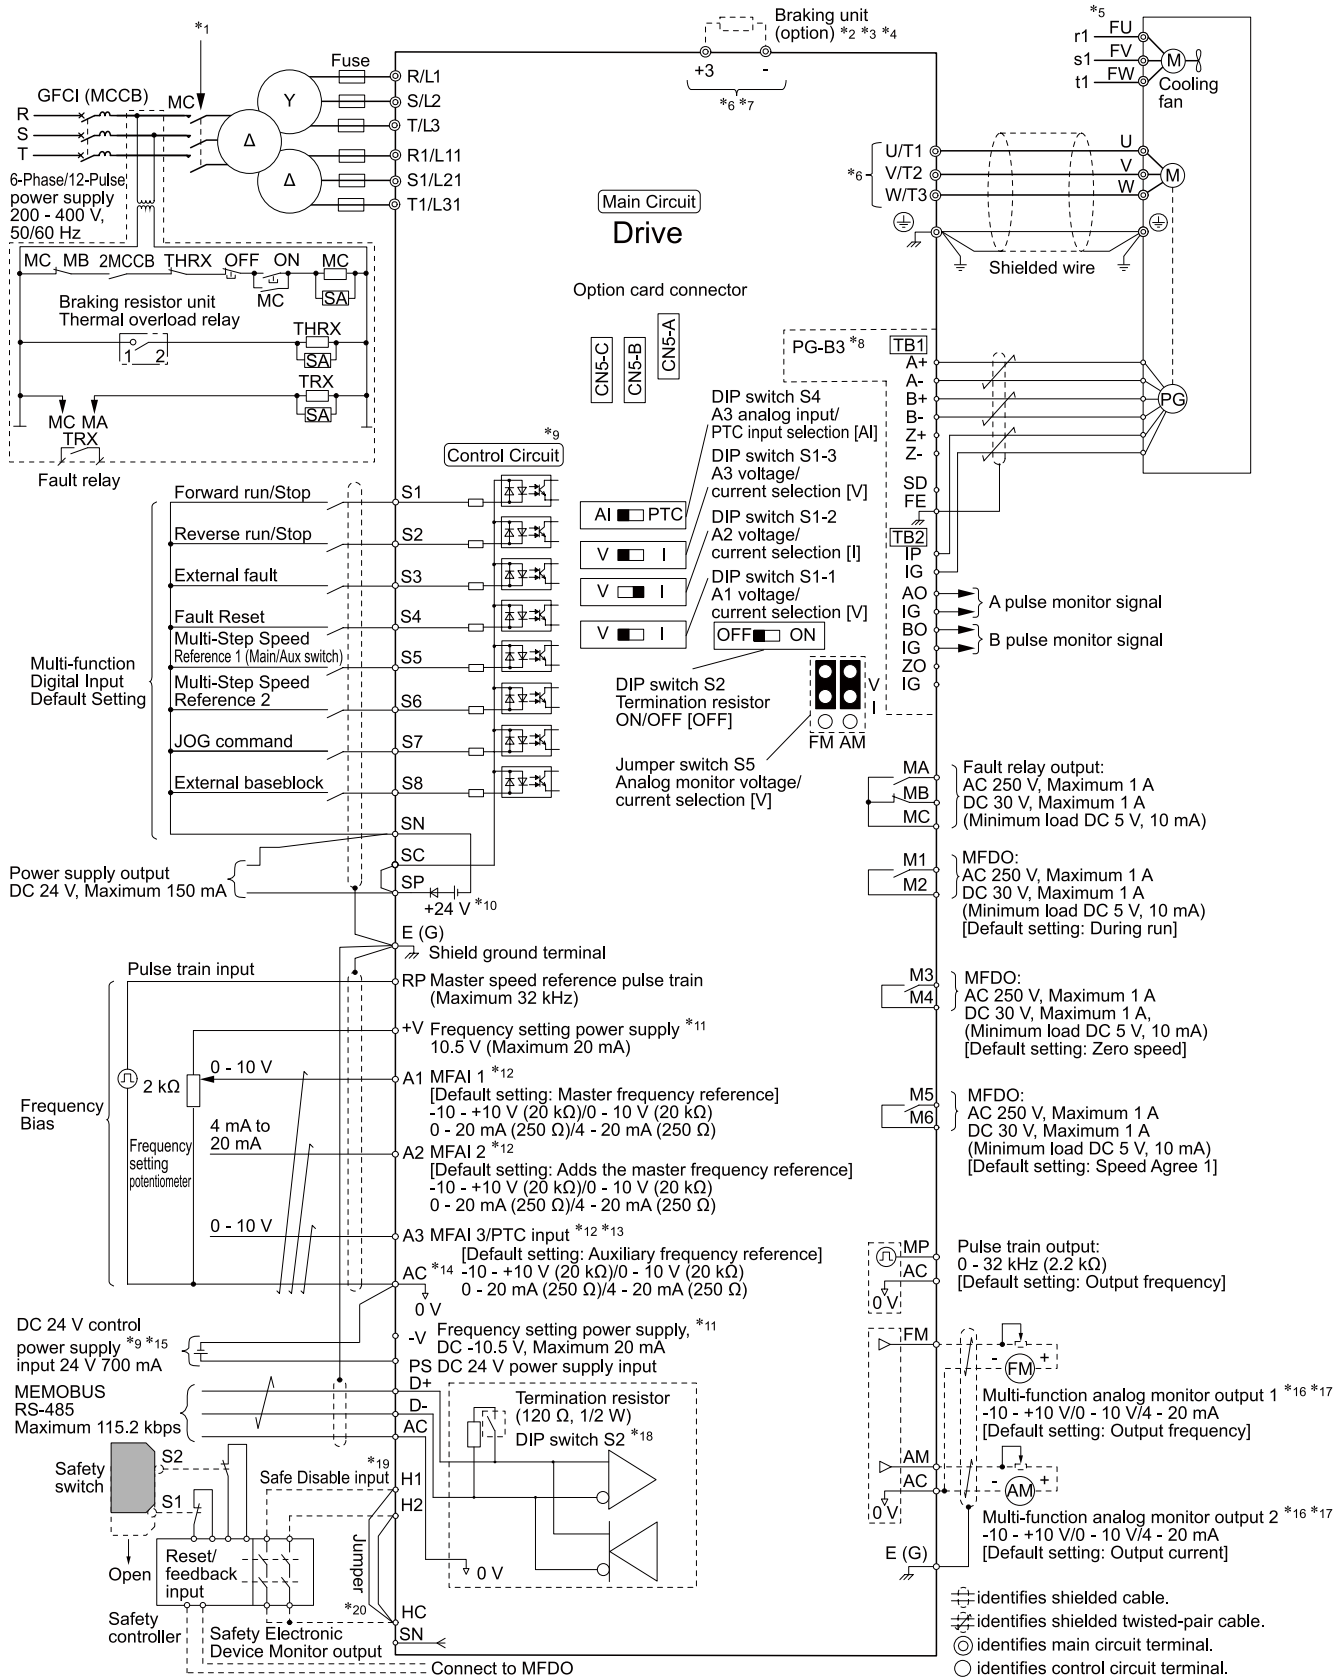 *1
Braking unit
(option) *2 *3 *4
+3
-
*6 *7
*5
r1
FU
s1
FV
t1
FW
M
Cooling
fan
Fuse
GFCI (MCCB)
MC
R
S
T
Y
Δ
Δ
R/L1
S/L2
T/L3
R1/L11
S1/L21
T1/L31
6-Phase/12-Pulse
power supply
200 - 400 V,
50/60 Hz
Main Circuit
Drive
*6
U/T1
V/T2
W/T3
U
V
W
M
Shielded wire
MC
MB
2MCCB
THRX
OFF
ON
MC
MC
SA
Braking resistor unit
Thermal overload relay
1
2
THRX
SA
TRX
SA
MC
MA
TRX
Fault relay
Option card connector
CN5-C
CN5-B
CN5-A
PG-B3 *8
TB1
A+
A-
B+
B-
Z+
Z-
SD
FE
TB2
IP
IG
AO
IG
BO
IG
ZO
IG
PG
A pulse monitor signal
B pulse monitor signal
DIP switch S4
A3 analog input/
PTC input selection [AI]
DIP switch S1-3
A3 voltage/
current selection [V]
DIP switch S1-2
A2 voltage/
current selection [I]
DIP switch S1-1
A1 voltage/
current selection [V]
AI
PTC
V
I
V
I
V
I
OFF
ON
DIP switch S2
Termination resistor
ON/OFF [OFF]
V
I
FM AM
Jumper switch S5
Analog monitor voltage/
current selection [V]
*9
Control Circuit
Multi-function
Digital Input
Default Setting
Forward run/Stop
S1
Reverse run/Stop
S2
External fault
S3
Fault Reset
S4
Multi-Step Speed
Reference 1 (Main/Aux switch)
S5
Multi-Step Speed
Reference 2
S6
JOG command
S7
External baseblock
S8
SN
SC
SP
+24 V *10
Power supply output
DC 24 V, Maximum 150 mA
E (G)
Shield ground terminal
MA
MB
MC
Fault relay output:
AC 250 V, Maximum 1 A
DC 30 V, Maximum 1 A
(Minimum load DC 5 V, 10 mA)
M1
M2
MFDO:
AC 250 V, Maximum 1 A
DC 30 V, Maximum 1 A
(Minimum load DC 5 V, 10 mA)
[Default setting: During run]
M3
M4
MFDO:
AC 250 V, Maximum 1 A
DC 30 V, Maximum 1 A,
(Minimum load DC 5 V, 10 mA)
[Default setting: Zero speed]
M5
M6
MFDO:
AC 250 V, Maximum 1 A
DC 30 V, Maximum 1 A
(Minimum load DC 5 V, 10 mA)
[Default setting: Speed Agree 1]
Pulse train input
RP Master speed reference pulse train
(Maximum 32 kHz)
+V Frequency setting power supply *11
10.5 V (Maximum 20 mA)
Frequency
Bias
2 kΩ
Frequency
setting
potentiometer
0 - 10 V
A1 MFAI 1 *12
[Default setting: Master frequency reference]
-10 - +10 V (20 kΩ)/0 - 10 V (20 kΩ)
0 - 20 mA (250 Ω)/4 - 20 mA (250 Ω)
4 mA to
20 mA
A2 MFAI 2 *12
[Default setting: Adds the master frequency reference]
-10 - +10 V (20 kΩ)/0 - 10 V (20 kΩ)
0 - 20 mA (250 Ω)/4 - 20 mA (250 Ω)
0 - 10 V
A3 MFAI 3/PTC input *12 *13
[Default setting: Auxiliary frequency reference]
AC *14 -10 - +10 V (20 kΩ)/0 - 10 V (20 kΩ)
0 - 20 mA (250 Ω)/4 - 20 mA (250 Ω)
0 V
-V Frequency setting power supply, *11
DC -10.5 V, Maximum 20 mA
DC 24 V control
power supply *9 *15
input 24 V 700 mA
PS DC 24 V power supply input
MEMOBUS
RS-485
Maximum 115.2 kbps
D+
D-
AC
0 V
Termination resistor
(120 Ω, 1/2 W)
DIP switch S2 *18
MP
AC
0 V
Pulse train output:
0 - 32 kHz (2.2 kΩ)
[Default setting: Output frequency]
FM
-
+
FM
Multi-function analog monitor output 1 *16 *17
-10 - +10 V/0 - 10 V/4 - 20 mA
[Default setting: Output frequency]
AM
AC
0 V
-
+
AM
Multi-function analog monitor output 2 *16 *17
-10 - +10 V/0 - 10 V/4 - 20 mA
[Default setting: Output current]
E (G)
Safety
switch
S2
S1
Open
Reset/
feedback
input
Safety
controller
*19
Safe Disable input
H1
H2
Jumper
*20
HC
SN
Safety Electronic
Device Monitor output
Connect to MFDO
identifies shielded cable.
identifies shielded twisted-pair cable.
identifies main circuit terminal.
identifies control circuit terminal.